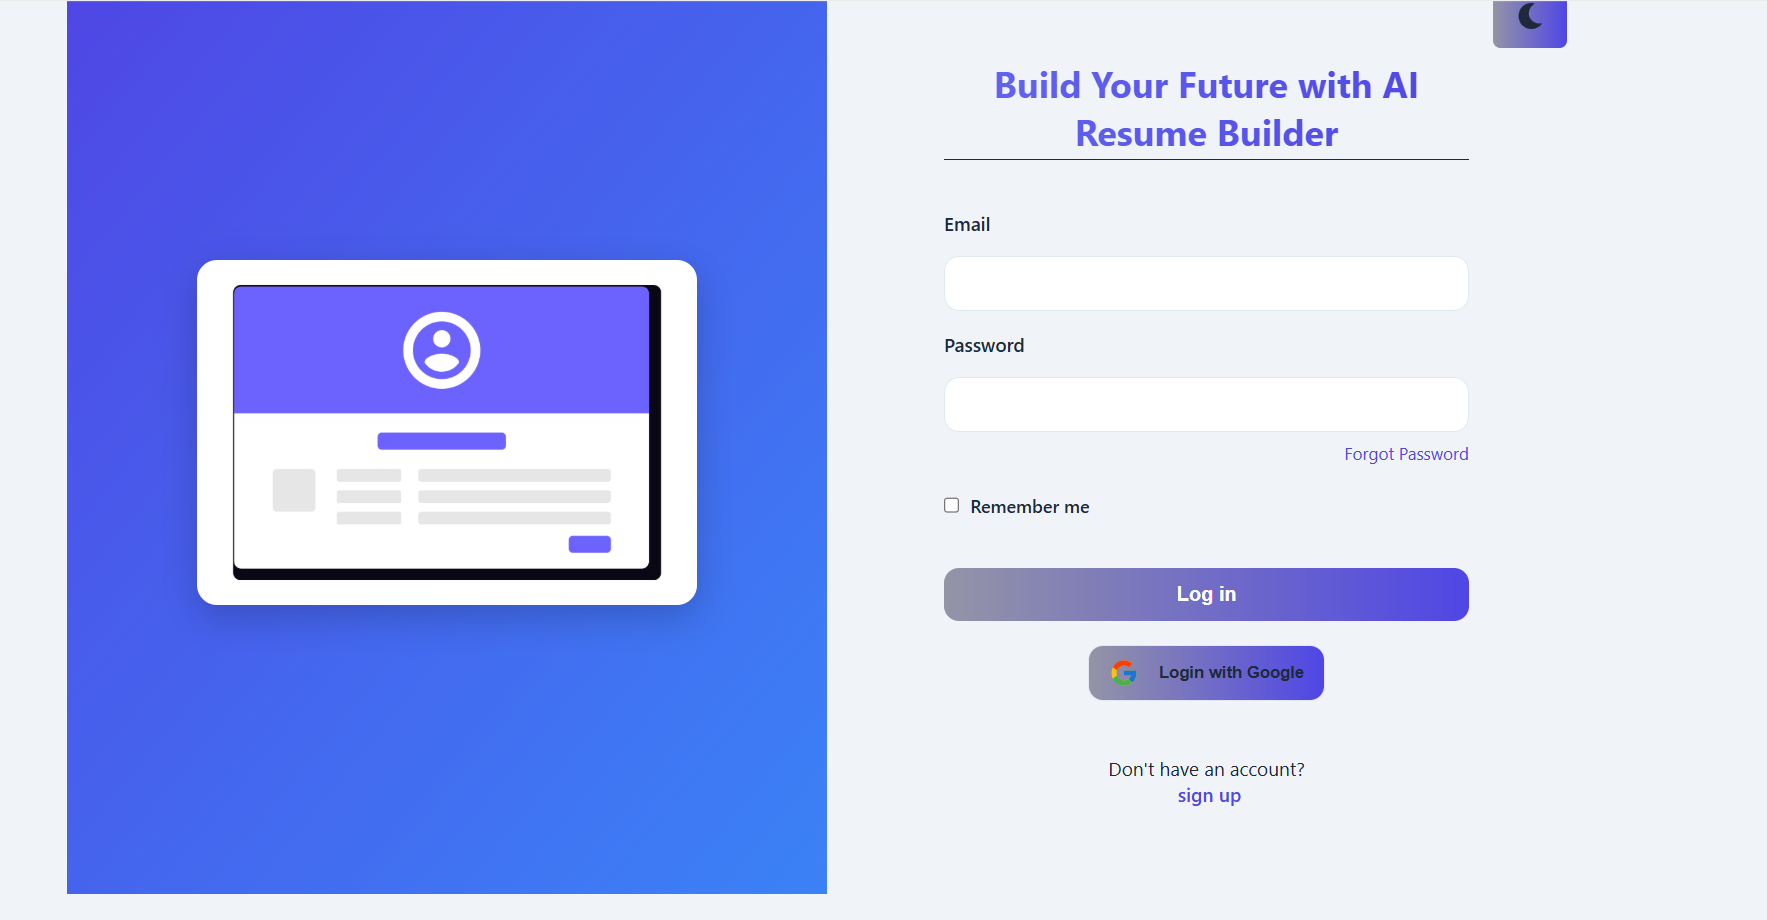 Build Your Future with AI
Resume Builder
Email
Password
Forgot Password
Remember me
Log in
Login with Google
Don't have an account?
sign up